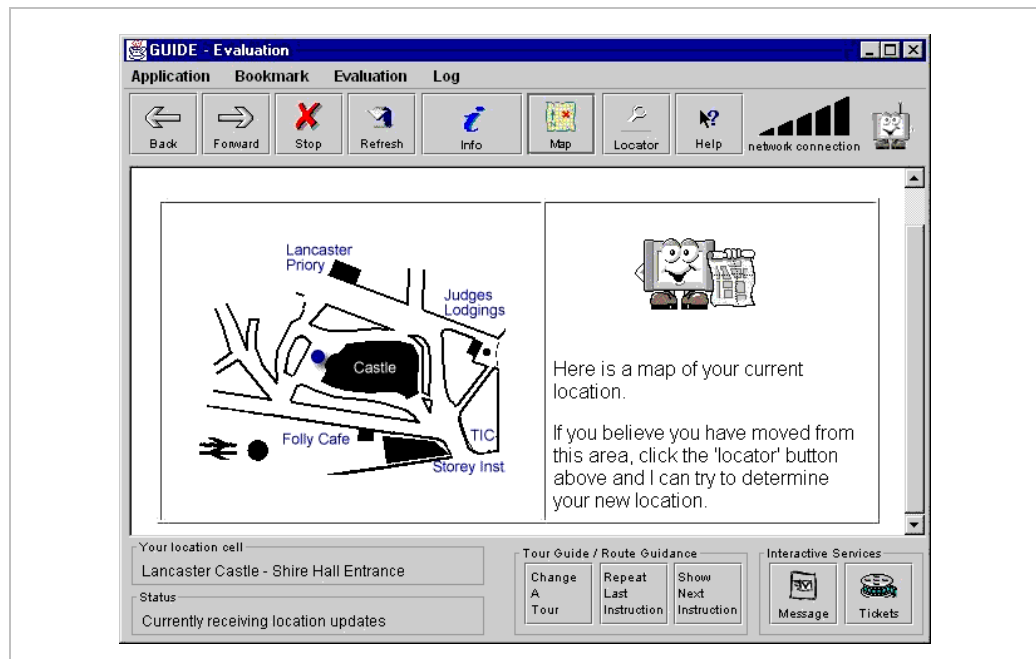 GUIDE - Evaluation
Application Bookmark Evaluation Log
Back Forward Stop Refresh Info Map Locator Help network connection
Lancaster
Priory
Judges
Lodgings
Castle
Folly Cafe
TIC
Storey Inst
Here is a map of your current
location.
If you believe you have moved from
this area, click the 'locator' button
above and I can try to determine
your new location.
Your location cell
Lancaster Castle - Shire Hall Entrance
Status
Currently receiving location updates
Tour Guide / Route Guidance
Change
A
Tour
Repeat
Last
Instruction
Show
Next
Instruction
Interactive Services
Message
Tickets